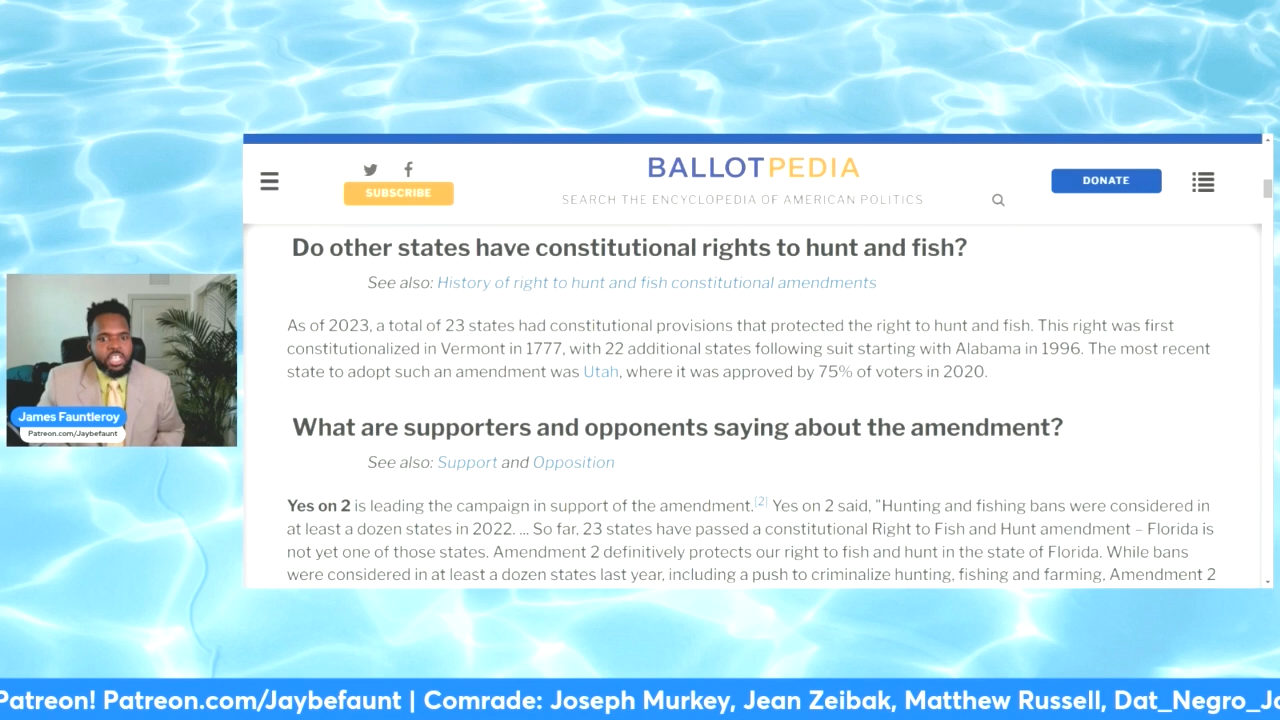 BALLOTPEDIA
SUBSCRIBE
DONATE
SEARCH THE ENCYCLOPEDIA OF AMERICAN POLITICS
Do other states have constitutional rights to hunt and fish?
See also: History of right to hunt and fish constitutional amendments
As of 2023, a total of 23 states had constitutional provisions that protected the right to hunt and fish. This right was first
constitutionalized in Vermont in 1777, with 22 additional states following suit starting with Alabama in 1996. The most recent
state to adopt such an amendment was Utah, where it was approved by 75% of voters in 2020.
What are supporters and opponents saying about the amendment?
See also: Support and Opposition
Yes on 2 is leading the campaign in support of the amendment.[2] Yes on 2 said, "Hunting and fishing bans were considered in
at least a dozen states in 2022. ... So far, 23 states have passed a constitutional Right to Fish and Hunt amendment – Florida is
not yet one of those states. Amendment 2 definitively protects our right to fish and hunt in the state of Florida. While bans
were considered in at least a dozen states last year, including a push to criminalize hunting, fishing and farming, Amendment 2
James Fauntleroy
Patreon.com/Jaybefaunt
Patreon! Patreon.com/Jaybefaunt | Comrade: Joseph Murkey, Jean Zeibak, Matthew Russell, Dat_Negro_J